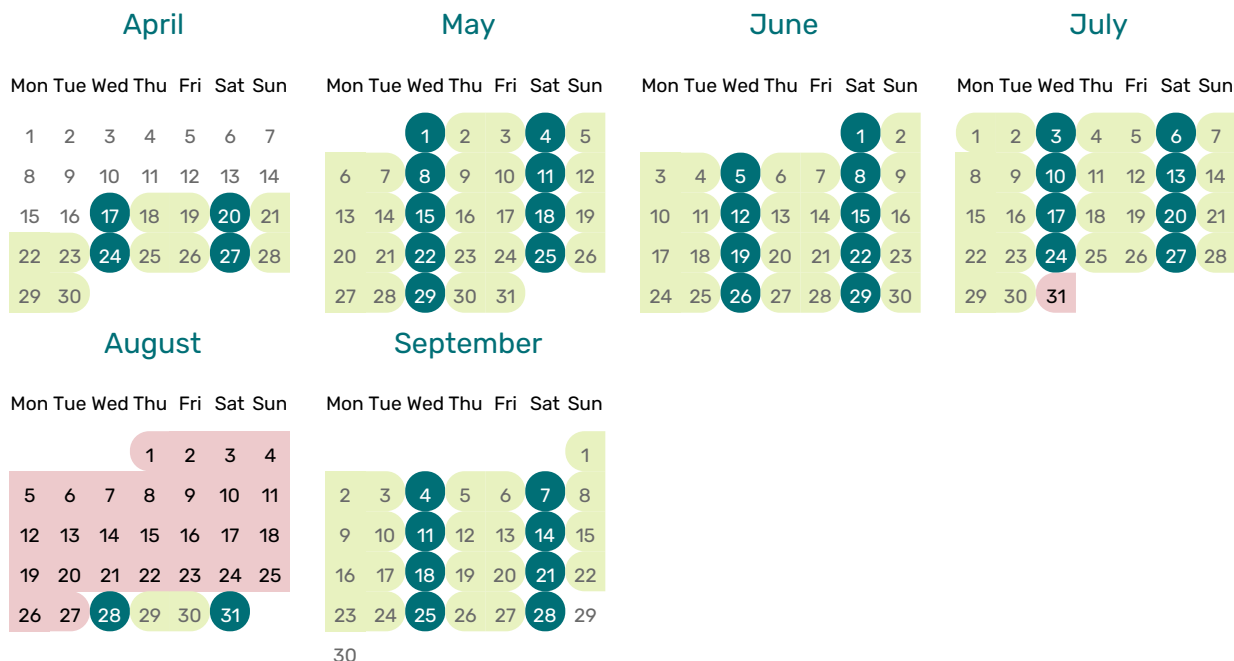 April May June July
Mon Tue Wed Thu Fri Sat Sun Mon Tue Wed Thu Fri Sat Sun Mon Tue Wed Thu Fri Sat Sun Mon Tue Wed Thu Fri Sat Sun
1 2 3 4 5 6 7 1 2 3 4 5 1 2 1 2 3 4 5 6 7
8 9 10 11 12 13 14 6 7 8 9 10 11 12 3 4 5 6 7 8 9 8 9 10 11 12 13 14
15 16 17 18 19 20 21 13 14 15 16 17 18 19 10 11 12 13 14 15 16 15 16 17 18 19 20 21
22 23 24 25 26 27 28 20 21 22 23 24 25 26 17 18 19 20 21 22 23 22 23 24 25 26 27 28
29 30 27 28 29 30 31 24 25 26 27 28 29 30 29 30 31
August September
Mon Tue Wed Thu Fri Sat Sun Mon Tue Wed Thu Fri Sat Sun
1 2 3 4 1
5 6 7 8 9 10 11 2 3 4 5 6 7 8
12 13 14 15 16 17 18 9 10 11 12 13 14 15
19 20 21 22 23 24 25 16 17 18 19 20 21 22
26 27 28 29 30 31 23 24 25 26 27 28 29
30